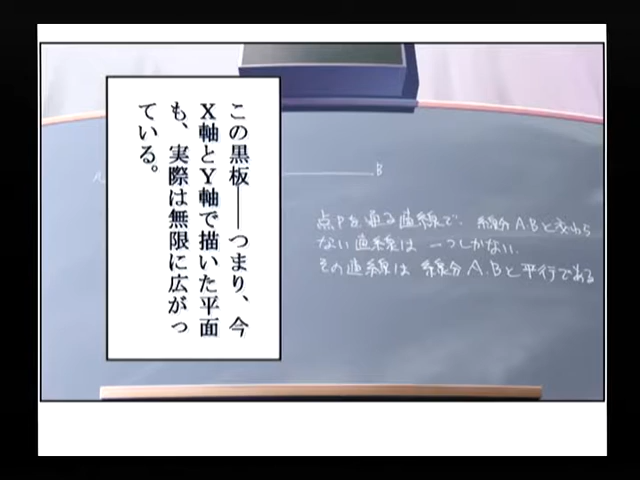 この黒板――つまり、今
X軸とY軸で描いた平面
も、実際は無限に広がっ
ている。
A
B
点Pを通る直線で、線分ABと交わら
ない直線は一つしかない.
その直線は線分A.Bと平行である